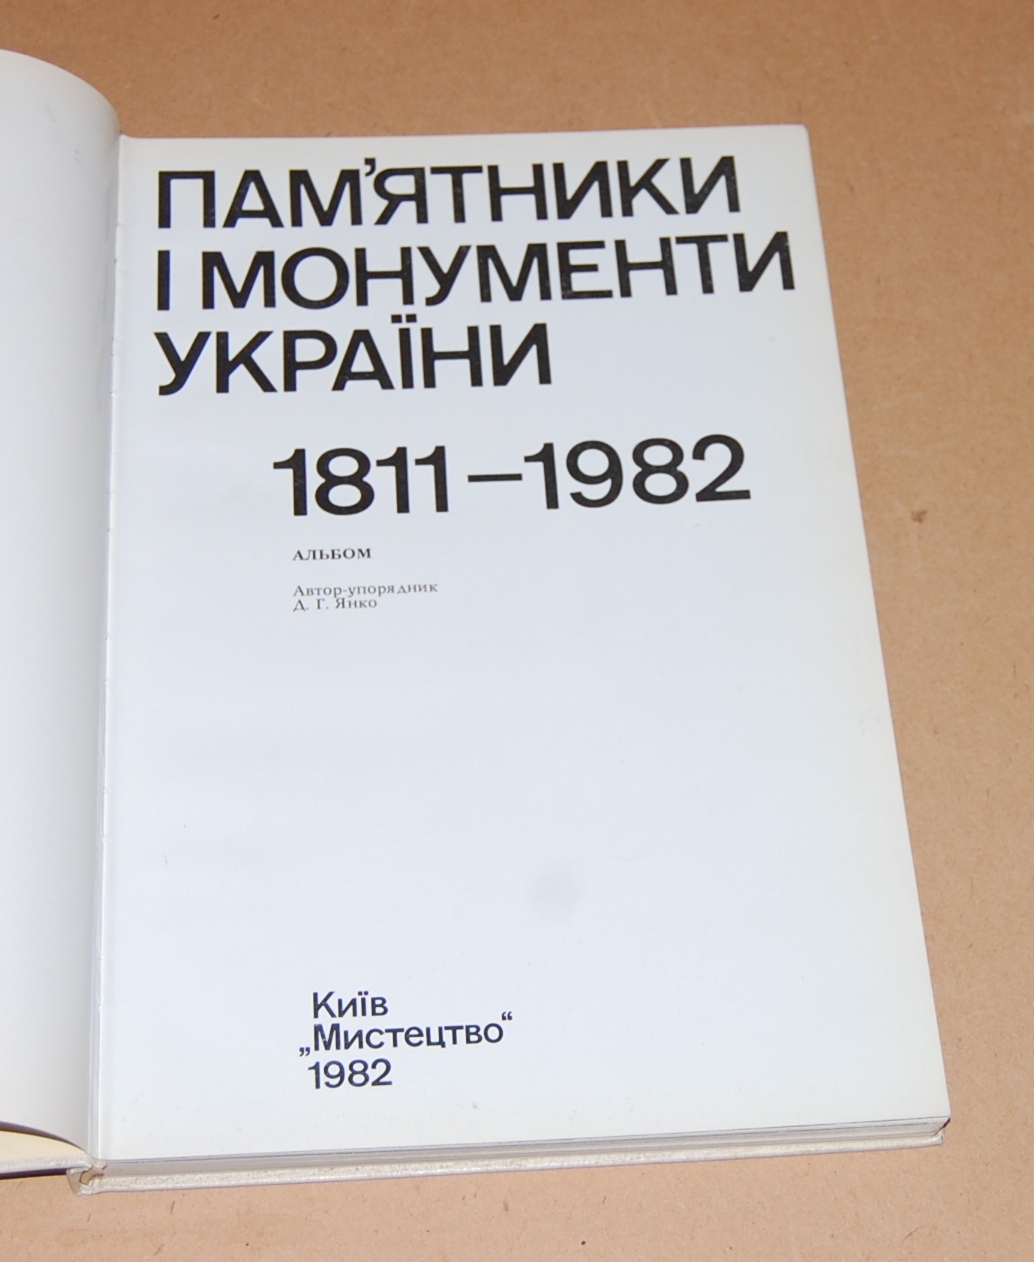 ПАМ'ЯТНИКИ
І МОНУМЕНТИ
УКРАЇНИ
1811–1982
АЛЬБОМ
Автор-упорядник
Д. Г. Янко
Київ
„Мистецтво“
1982